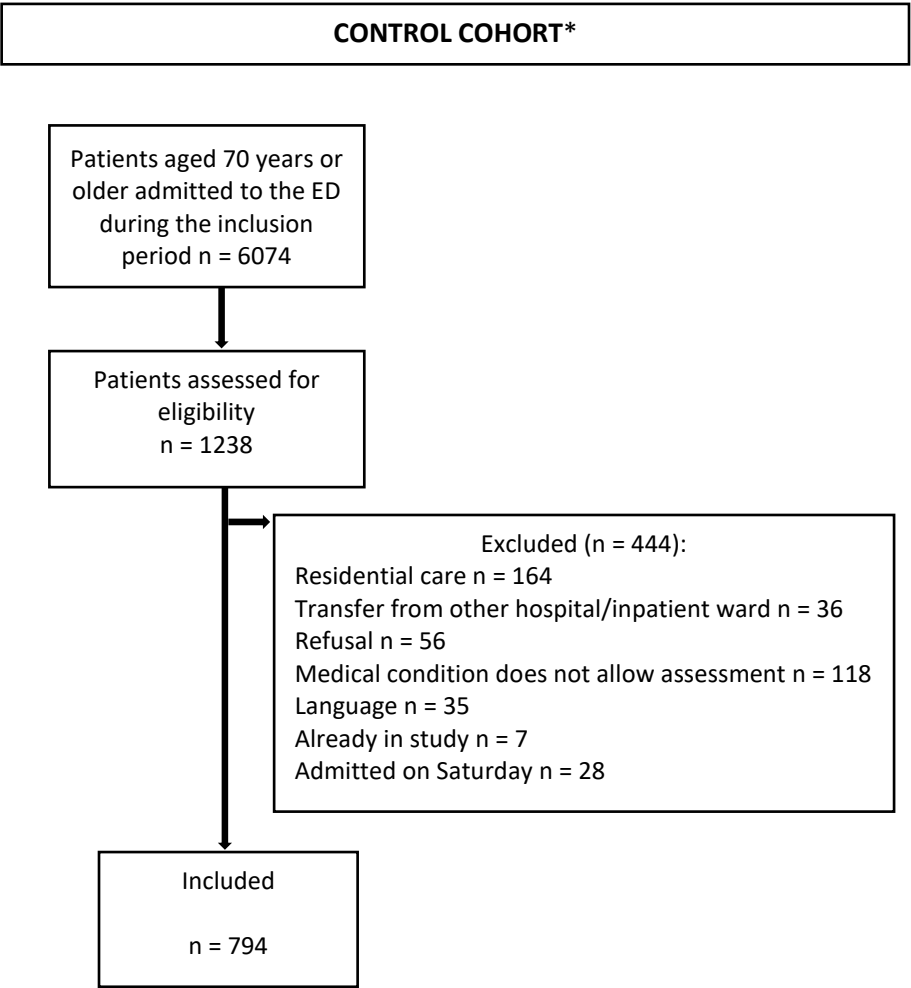 CONTROL COHORT*
Patients aged 70 years or
older admitted to the ED
during the inclusion
period n = 6074
Patients assessed for
eligibility
n = 1238
Excluded (n = 444):
Residential care n = 164
Transfer from other hospital/inpatient ward n = 36
Refusal n = 56
Medical condition does not allow assessment n = 118
Language n = 35
Already in study n = 7
Admitted on Saturday n = 28
Included
n = 794